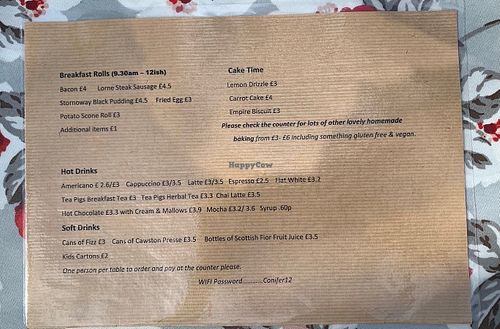 Breakfast Rolls (9.30am – 12ish)
Bacon £4 Lorne Steak Sausage £4.5
Stornoway Black Pudding £4.5 Fried Egg £3
Potato Scone Roll £3
Additional items £1
Cake Time
Lemon Drizzle £3
Carrot Cake £4
Empire Biscuit £3
Please check the counter for lots of other lovely homemade
baking from £3- £6 including something gluten free & vegan.
HappyCow
Hot Drinks
Americano £ 2.6/£3 Cappuccino £3/3.5 Latte £3/3.5 Espresso £2.5 Flat White £3.2
Tea Pigs Breakfast Tea £3 Tea Pigs Herbal Tea £3.3 Chai Latte £3.5
Hot Chocolate £3.3 with Cream & Mallows £3.9 Mocha £3.2/ 3.6 Syrup .60p
Soft Drinks
Cans of Fizz £3 Cans of Cawston Presse £3.5 Bottles of Scottish Fior Fruit Juice £3.5
Kids Cartons £2
One person per table to order and pay at the counter please.
WIFI Password............Conifer12